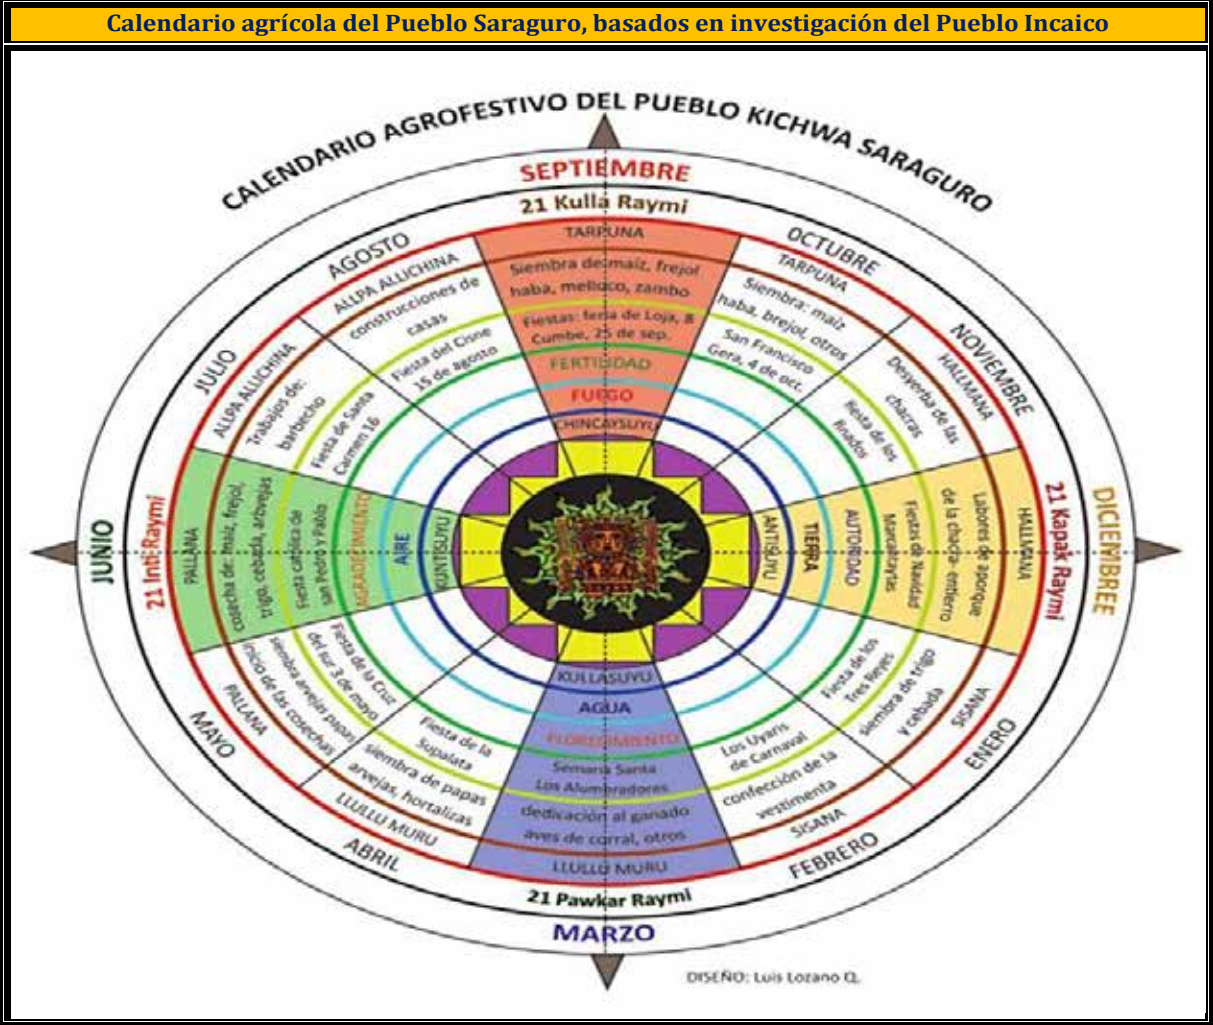 Calendario agrícola del Pueblo Saraguro, basados en investigación del Pueblo Incaico
CALENDARIO AGROFESTIVO DEL PUEBLO KICHWA SARAGURO
SEPTIEMBRE
21 Kulla Raymi
TARPUNA
Siembra de maíz, frejol
haba, melloco, zambo
Fiestas: feria de Loja, 8
Cumbe, 25 de sep.
FERTILIDAD
FUEGO
CHINCAYSUYU
OCTUBRE
TARPUNA
Siembra: maíz
haba, brejol, otros
San Francisco
Gera, 4 de oct.
NOVIEMBRE
HALLMANA
Desyerba de las
chacras
fiesta de los
finados
DICIEMBREE
21 Kapak Raymi
HALLMANA
Labores de aporque
de la chacra- entierro
Fiestas de Navidad
Markantaytas
AUTORIDAD
TIERRA
ANTISUYU
ENERO
SISANA
siembra de trigo
y cebada
Fiesta de los
Tres Reyes
FEBRERO
SISANA
confección de la
vestimenta
Los Uyaris
de Carnaval
KULLASUYU
AGUA
FLORECIMIENTO
Semana Santa
Los Alumbradores
dedicación al ganado
aves de corral, otros
LLULLU MURU
21 Pawkar Raymi
MARZO
ABRIL
LLULLU MURU
siembra de papas
arvejas, hortalizas
Fiesta de la
Supalata
MAYO
PALLANA
inicio de las cosechas
siembra arvejas papas
Fiesta de la Cruz
del sur 3 de mayo
JUNIO
21 Inti Raymi
PALLANA
cosecha de: maíz, frejol,
trigo, cebada, arbvejas
Fiesta católica de
san Pedro y Pablo
AGRADECIMIENTO
AIRE
KUNTISUYU
JULIO
ALLPA ALLICHINA
Trabajos de:
barbecho
Fiesta de Santa
Carmen 16
AGOSTO
ALLPA ALLICHINA
construcciones de
casas
Fiesta del Cisne
15 de agosto
DISEÑO: Luis Lozano Q.